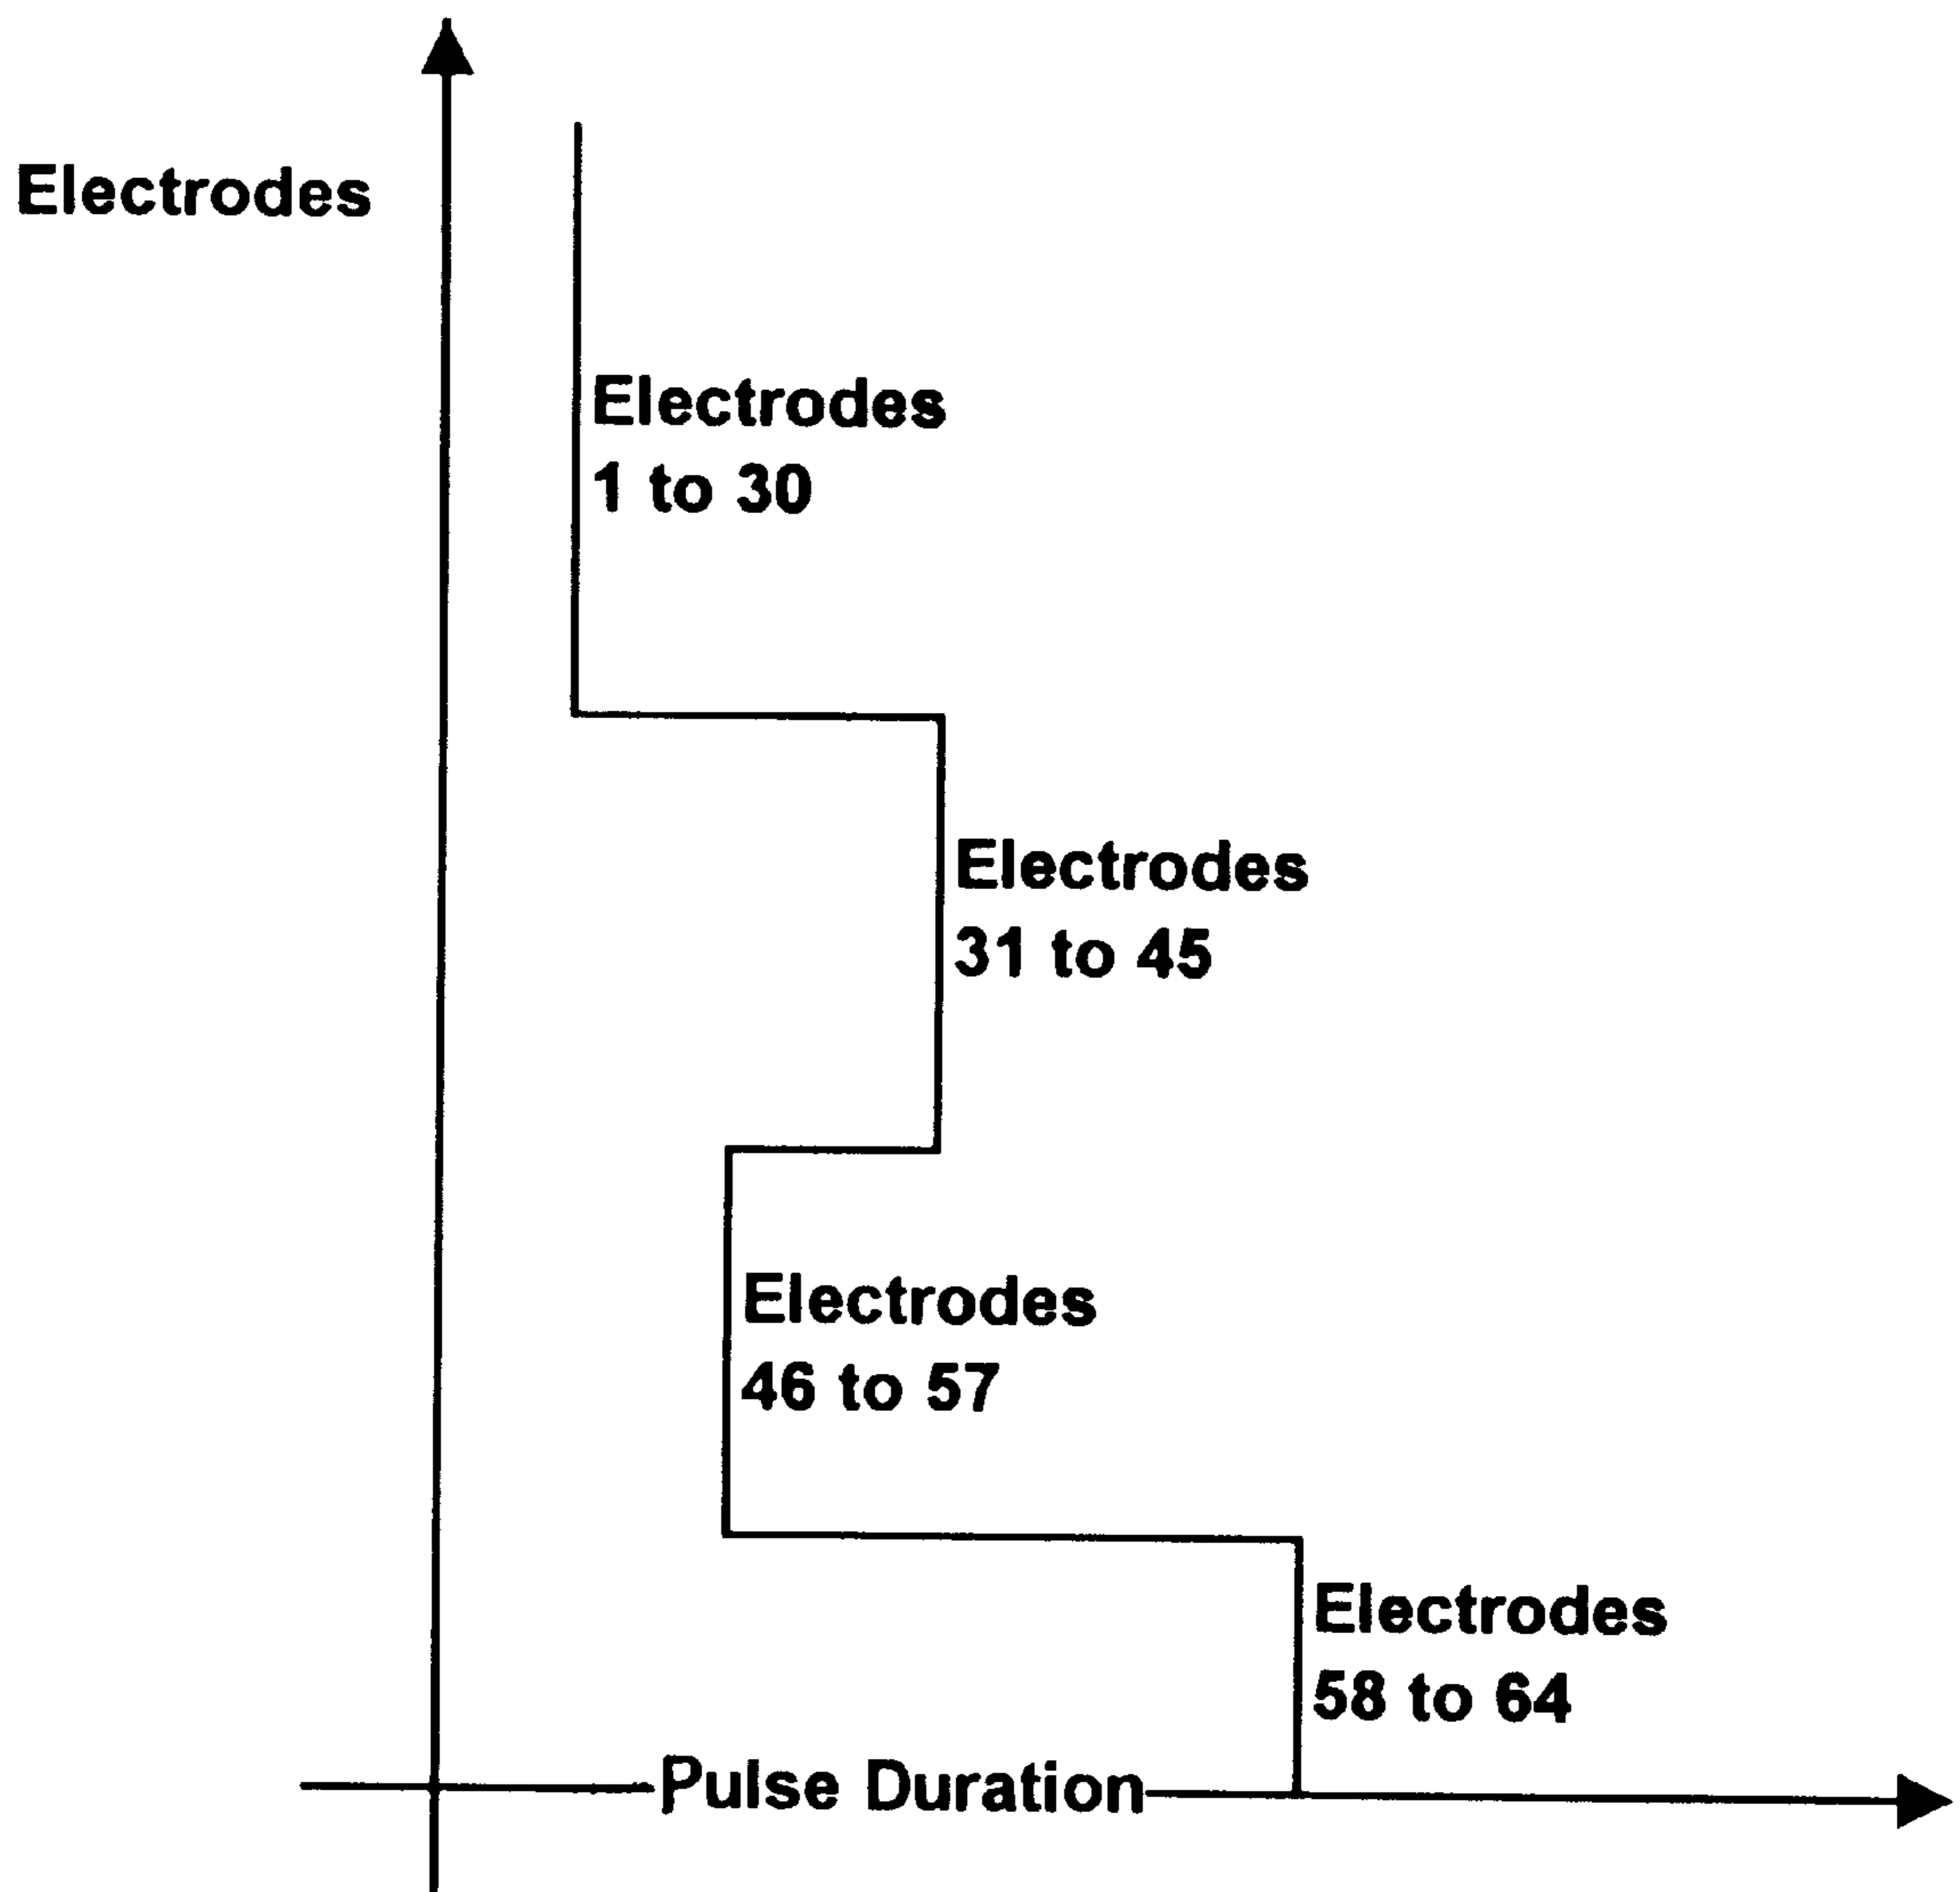 Electrodes
Electrodes
1 to 30
Electrodes
31 to 45
Electrodes
46 to 57
Electrodes
58 to 64
Pulse Duration